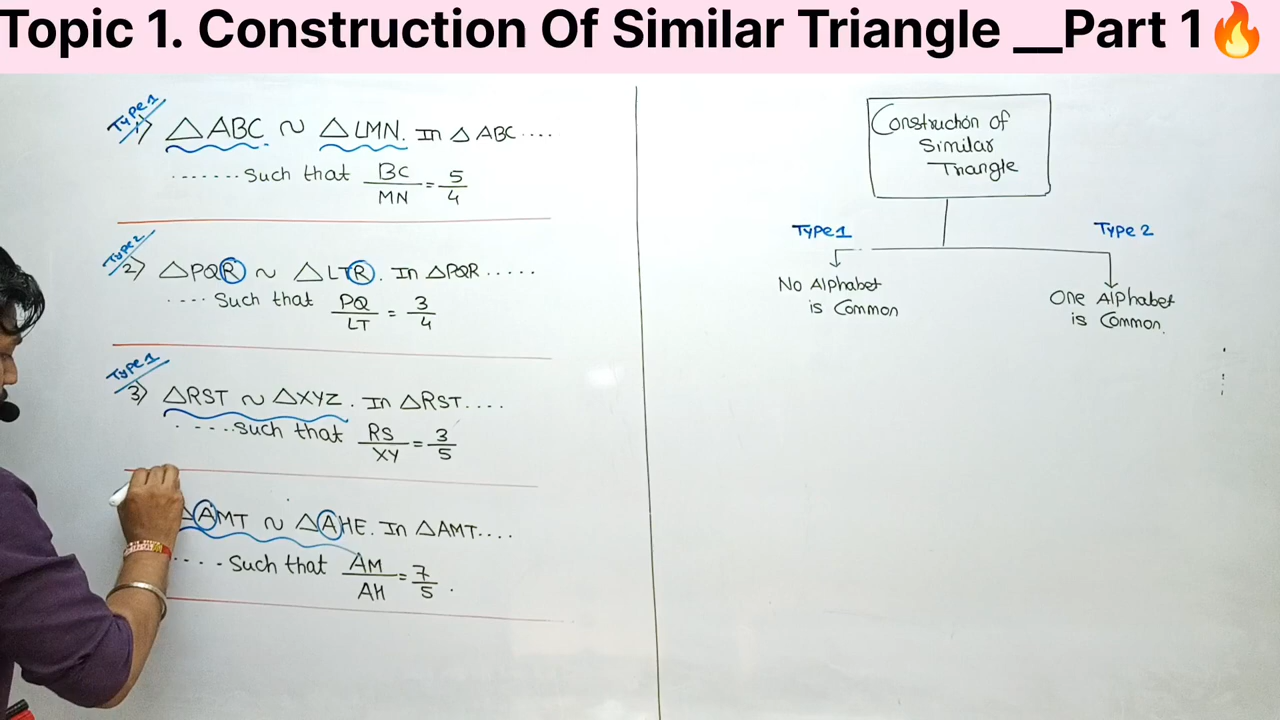 Topic 1. Construction Of Similar Triangle __Part 1🔥
Type 1
1) △ABC ~ △LMN. In △ABC....
....... Such that BC/MN = 5/4
Type 2
2) △PQR ~ △LTR. In △PQR.....
.... Such that PQ/LT = 3/4
Type 1
3) △RST ~ △XYZ. In △RST....
.....such that RS/XY = 3/5
△AMT ~ △AHE. In △AMT....
.... Such that AM/AH = 7/5.
Construction of
Similar
Triangle
Type 1
No Alphabet
is Common
Type 2
One Alphabet
is Common.